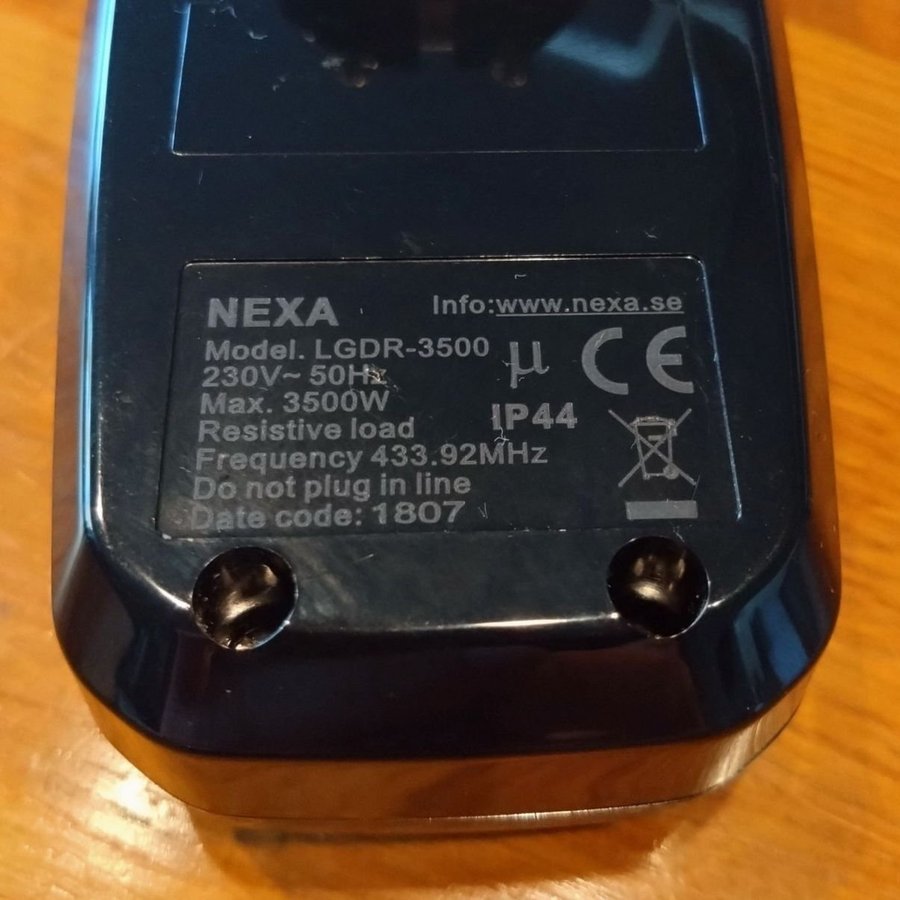 NEXA Info:www.nexa.se
Model. LGDR-3500
230V~ 50Hz
Max. 3500W
µ CE
Resistive load IP44
Frequency 433.92MHz
Do not plug in line
Date code: 1807